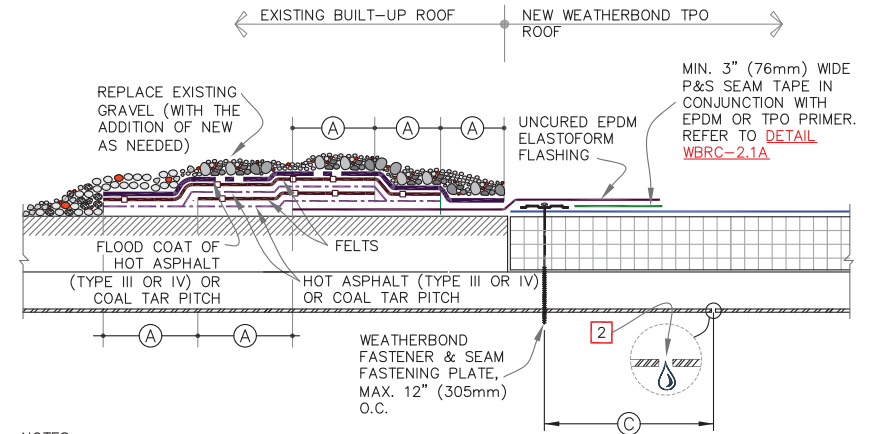 EXISTING BUILT-UP ROOF
NEW WEATHERBOND TPO
ROOF
REPLACE EXISTING
GRAVEL (WITH THE
ADDITION OF NEW
AS NEEDED)
A
A
A
UNCURED EPDM
ELASTOFORM
FLASHING
MIN. 3" (76mm) WIDE
P&S SEAM TAPE IN
CONJUNCTION WITH
EPDM OR TPO PRIMER.
REFER TO DETAIL
WBRC-2.1A
FLOOD COAT OF
HOT ASPHALT
(TYPE III OR IV) OR
COAL TAR PITCH
FELTS
HOT ASPHALT (TYPE III OR IV)
OR COAL TAR PITCH
A
A
WEATHERBOND
FASTENER & SEAM
FASTENING PLATE,
MAX. 12" (305mm)
O.C.
2
C